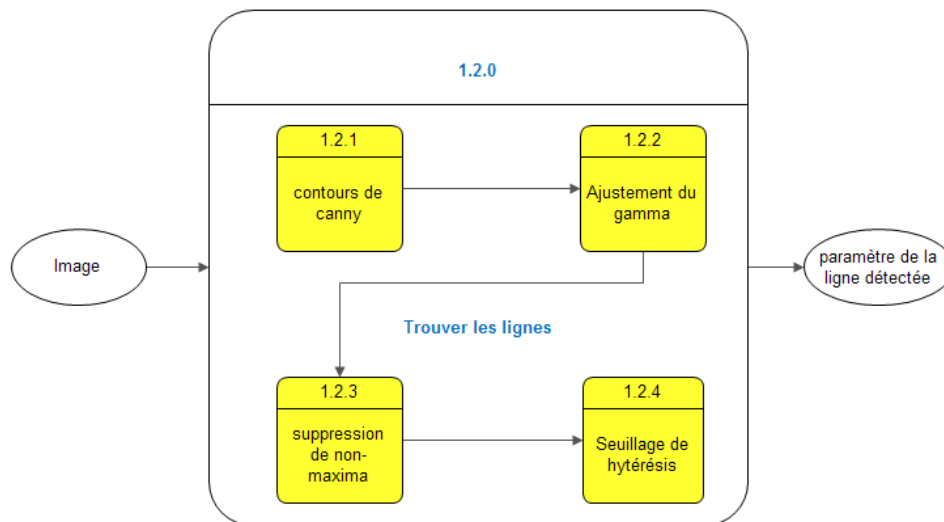 1.2.0
1.2.1
contours de
canny
1.2.2
Ajustement du
gamma
Image
paramètre de la
ligne détectée
Trouver les lignes
1.2.3
suppression
de non-
maxima
1.2.4
Seuillage de
hytérésis